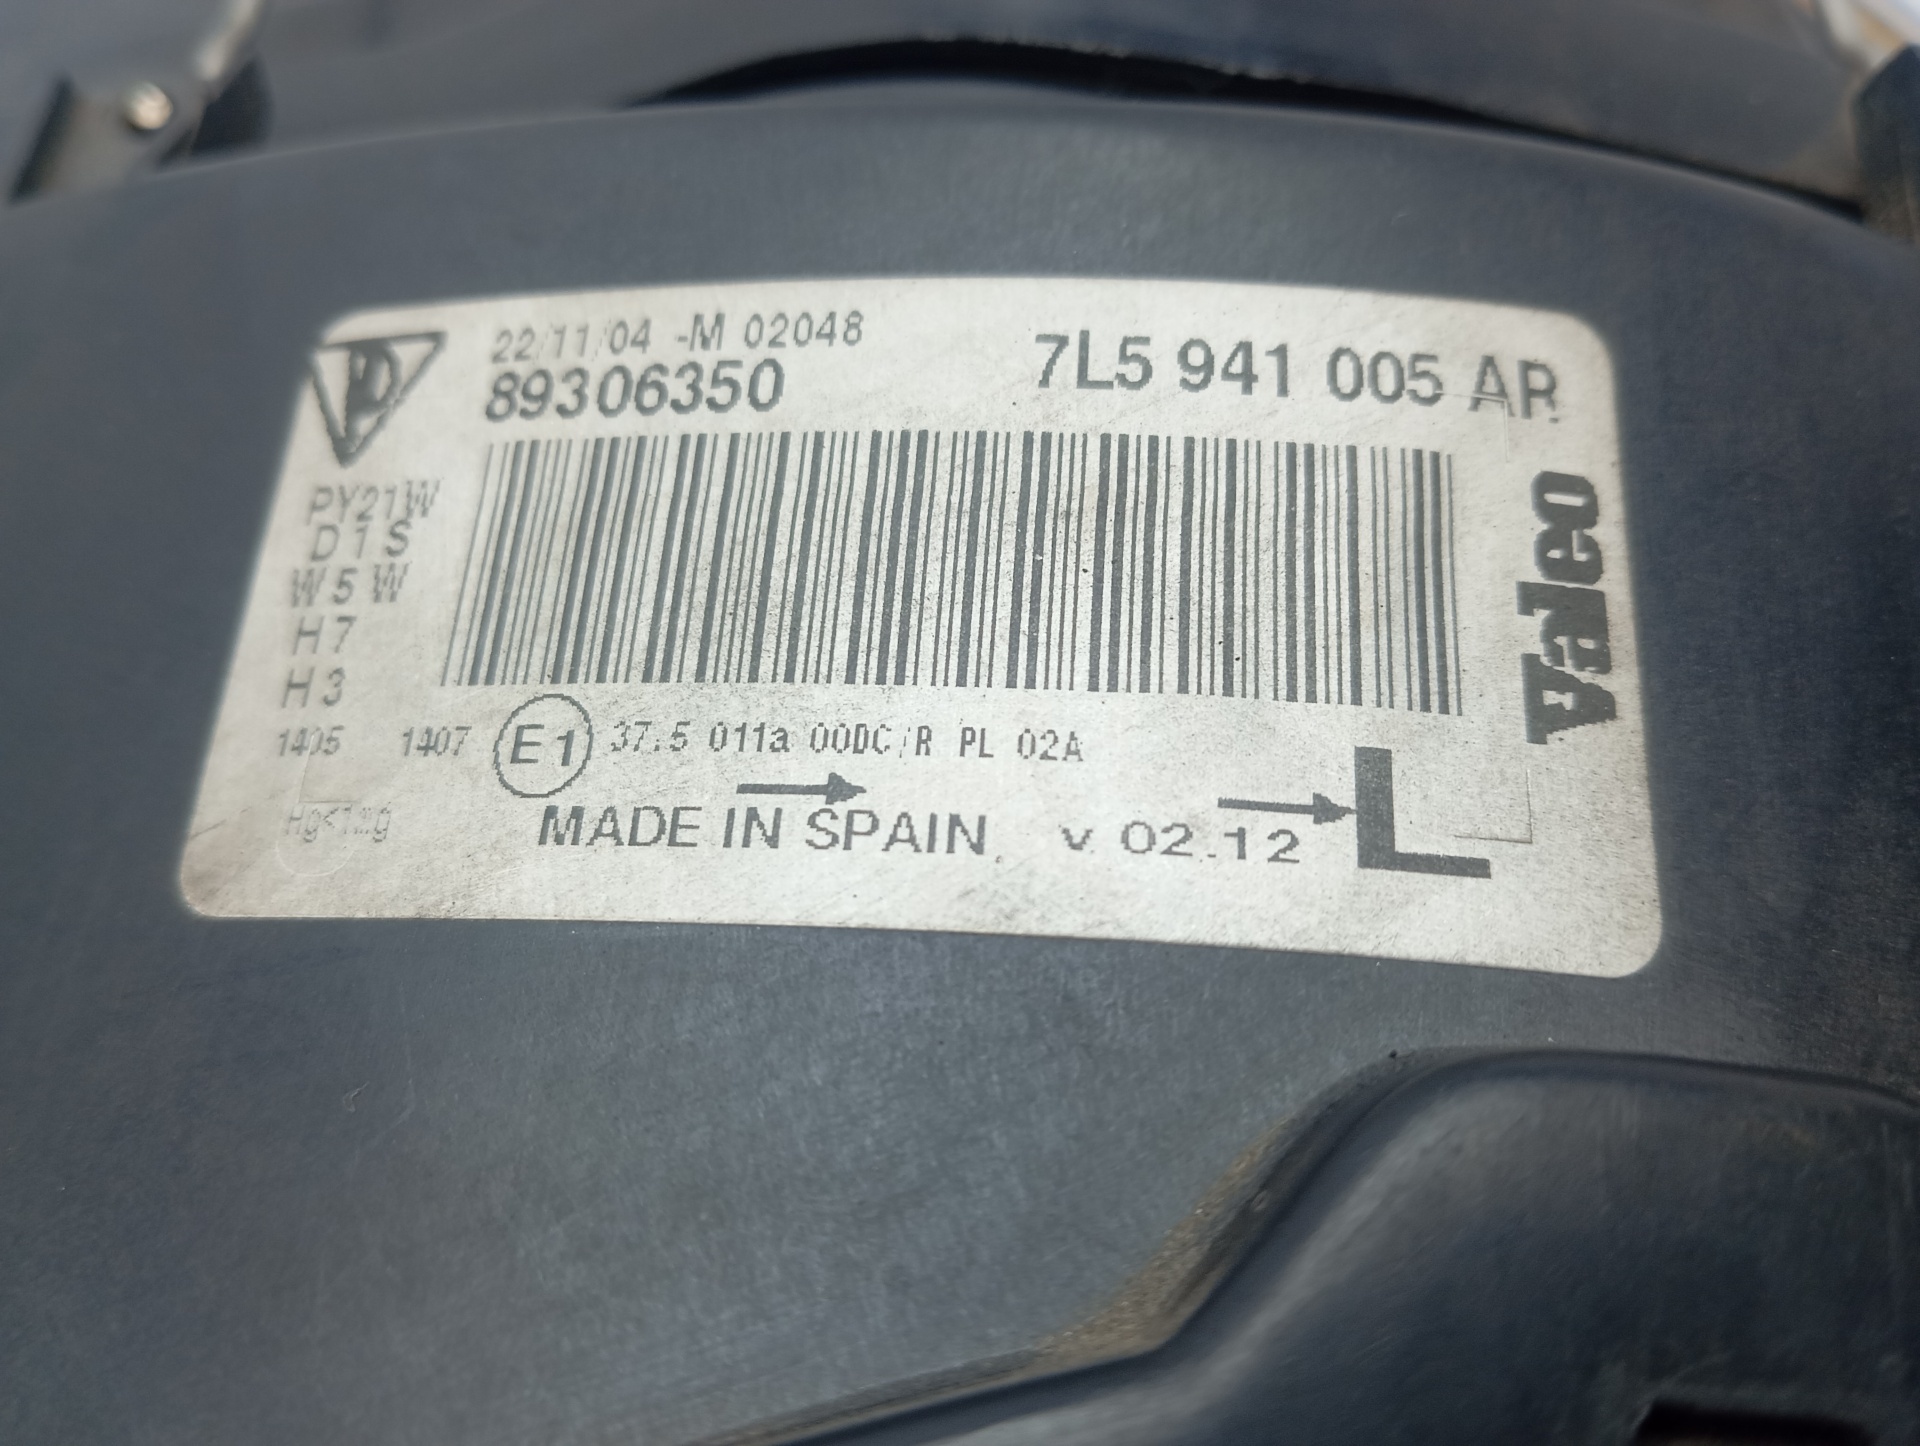 22/11/04 -M 02048
89306350
7L5 941 005 AR
Valeo
PY21W
D1S
W5W
H7
H3
1405 1407 E1 37.5 011a 00DC/R PL 02A
Hg<1mg
MADE IN SPAIN v 02.12 L